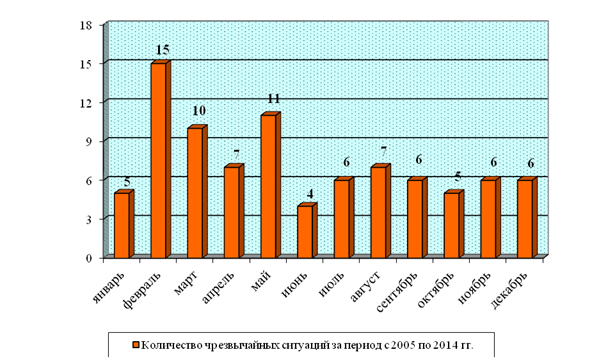 18
15
12
9
6
3
0
5
15
10
7
11
4
6
7
6
5
6
6
январь
февраль
март
апрель
май
июнь
июль
август
сентябрь
октябрь
ноябрь
декабрь
Количество чрезвычайных ситуаций за период с 2005 по 2014 гг.